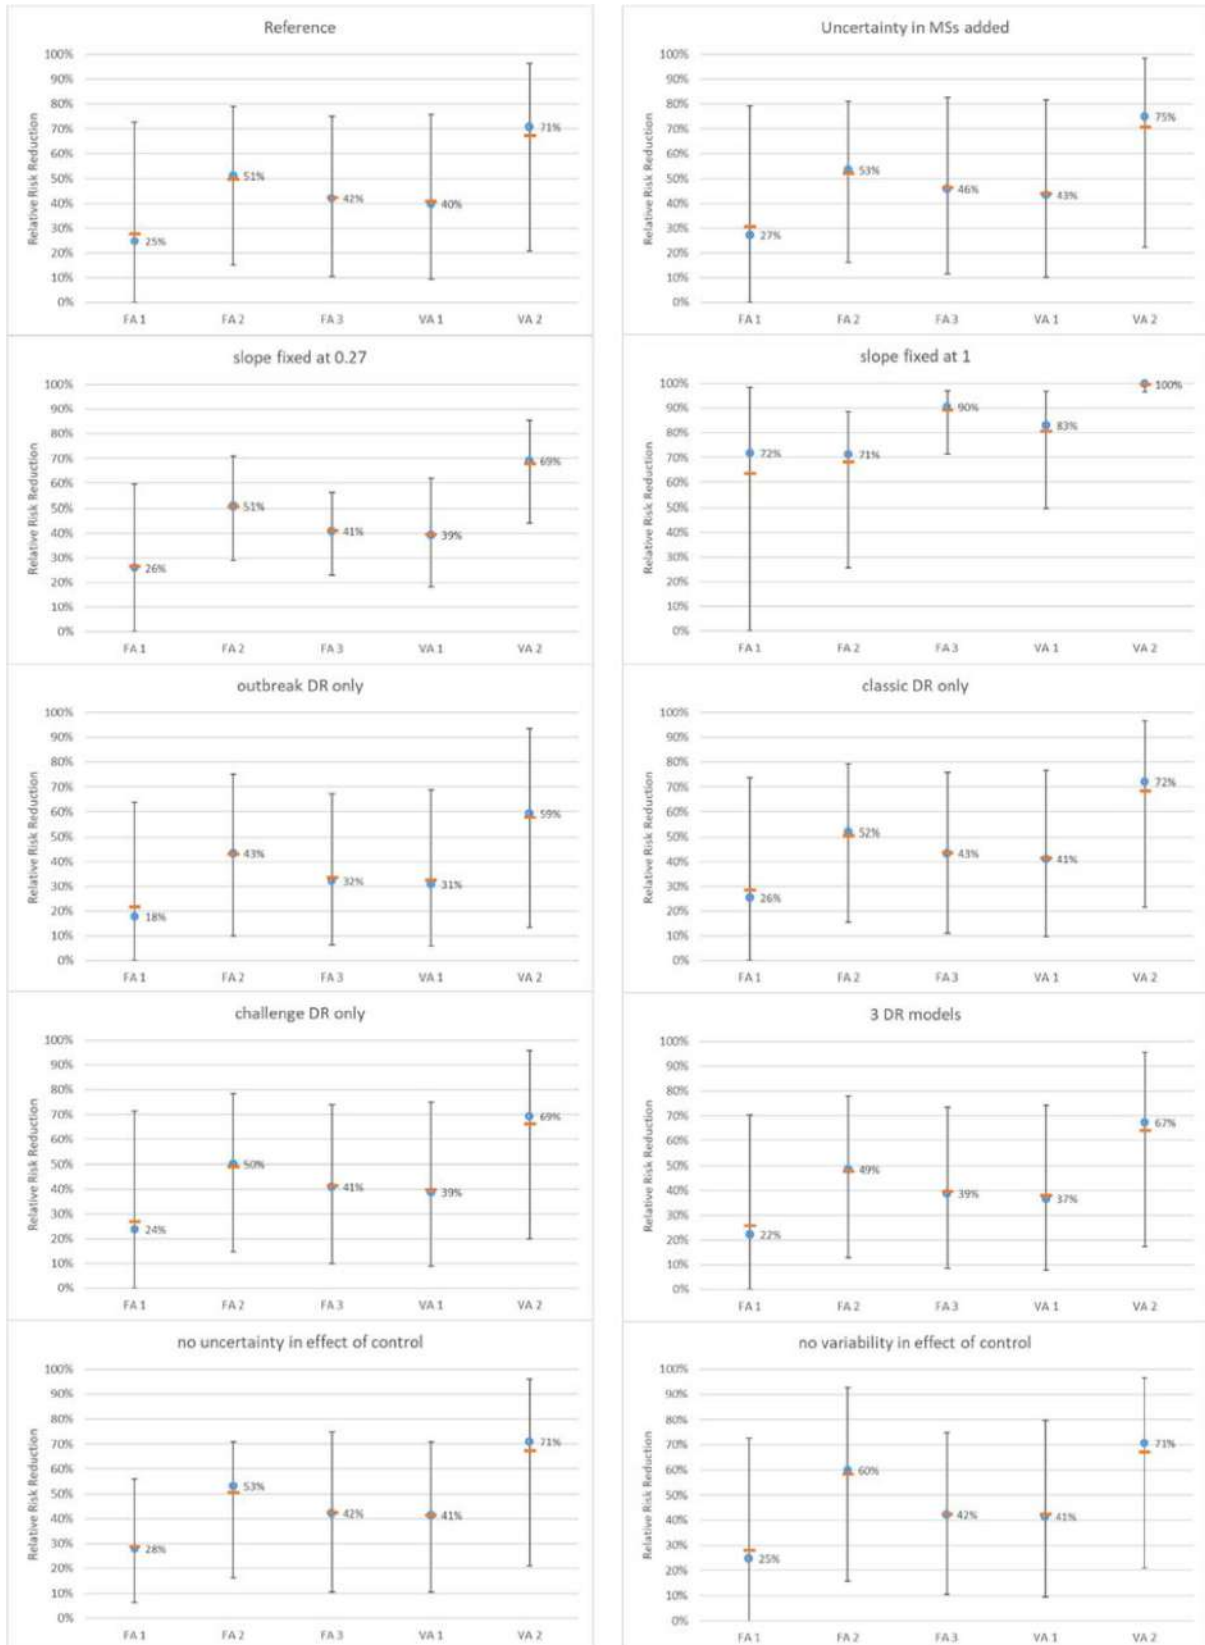 Reference
Relative Risk Reduction
100%
90%
80%
70%
60%
50%
40%
30%
20%
10%
0%
25%
51%
42%
40%
71%
FA 1
FA 2
FA 3
VA 1
VA 2
Uncertainty in MSs added
Relative Risk Reduction
100%
90%
80%
70%
60%
50%
40%
30%
20%
10%
0%
27%
53%
46%
43%
75%
FA 1
FA 2
FA 3
VA 1
VA 2
slope fixed at 0.27
Relative Risk Reduction
100%
90%
80%
70%
60%
50%
40%
30%
20%
10%
0%
26%
51%
41%
39%
69%
FA 1
FA 2
FA 3
VA 1
VA 2
slope fixed at 1
Relative Risk Reduction
100%
90%
80%
70%
60%
50%
40%
30%
20%
10%
0%
72%
71%
90%
83%
100%
FA 1
FA 2
FA 3
VA 1
VA 2
outbreak DR only
Relative Risk Reduction
100%
90%
80%
70%
60%
50%
40%
30%
20%
10%
0%
18%
43%
32%
31%
59%
FA 1
FA 2
FA 3
VA 1
VA 2
classic DR only
Relative Risk Reduction
100%
90%
80%
70%
60%
50%
40%
30%
20%
10%
0%
26%
52%
43%
41%
72%
FA 1
FA 2
FA 3
VA 1
VA 2
challenge DR only
Relative Risk Reduction
100%
90%
80%
70%
60%
50%
40%
30%
20%
10%
0%
24%
50%
41%
39%
69%
FA 1
FA 2
FA 3
VA 1
VA 2
3 DR models
Relative Risk Reduction
100%
90%
80%
70%
60%
50%
40%
30%
20%
10%
0%
22%
49%
39%
37%
67%
FA 1
FA 2
FA 3
VA 1
VA 2
no uncertainty in effect of control
Relative Risk Reduction
100%
90%
80%
70%
60%
50%
40%
30%
20%
10%
0%
28%
53%
42%
41%
71%
FA 1
FA 2
FA 3
VA 1
VA 2
no variability in effect of control
Relative Risk Reduction
100%
90%
80%
70%
60%
50%
40%
30%
20%
10%
0%
25%
60%
42%
41%
71%
FA 1
FA 2
FA 3
VA 1
VA 2